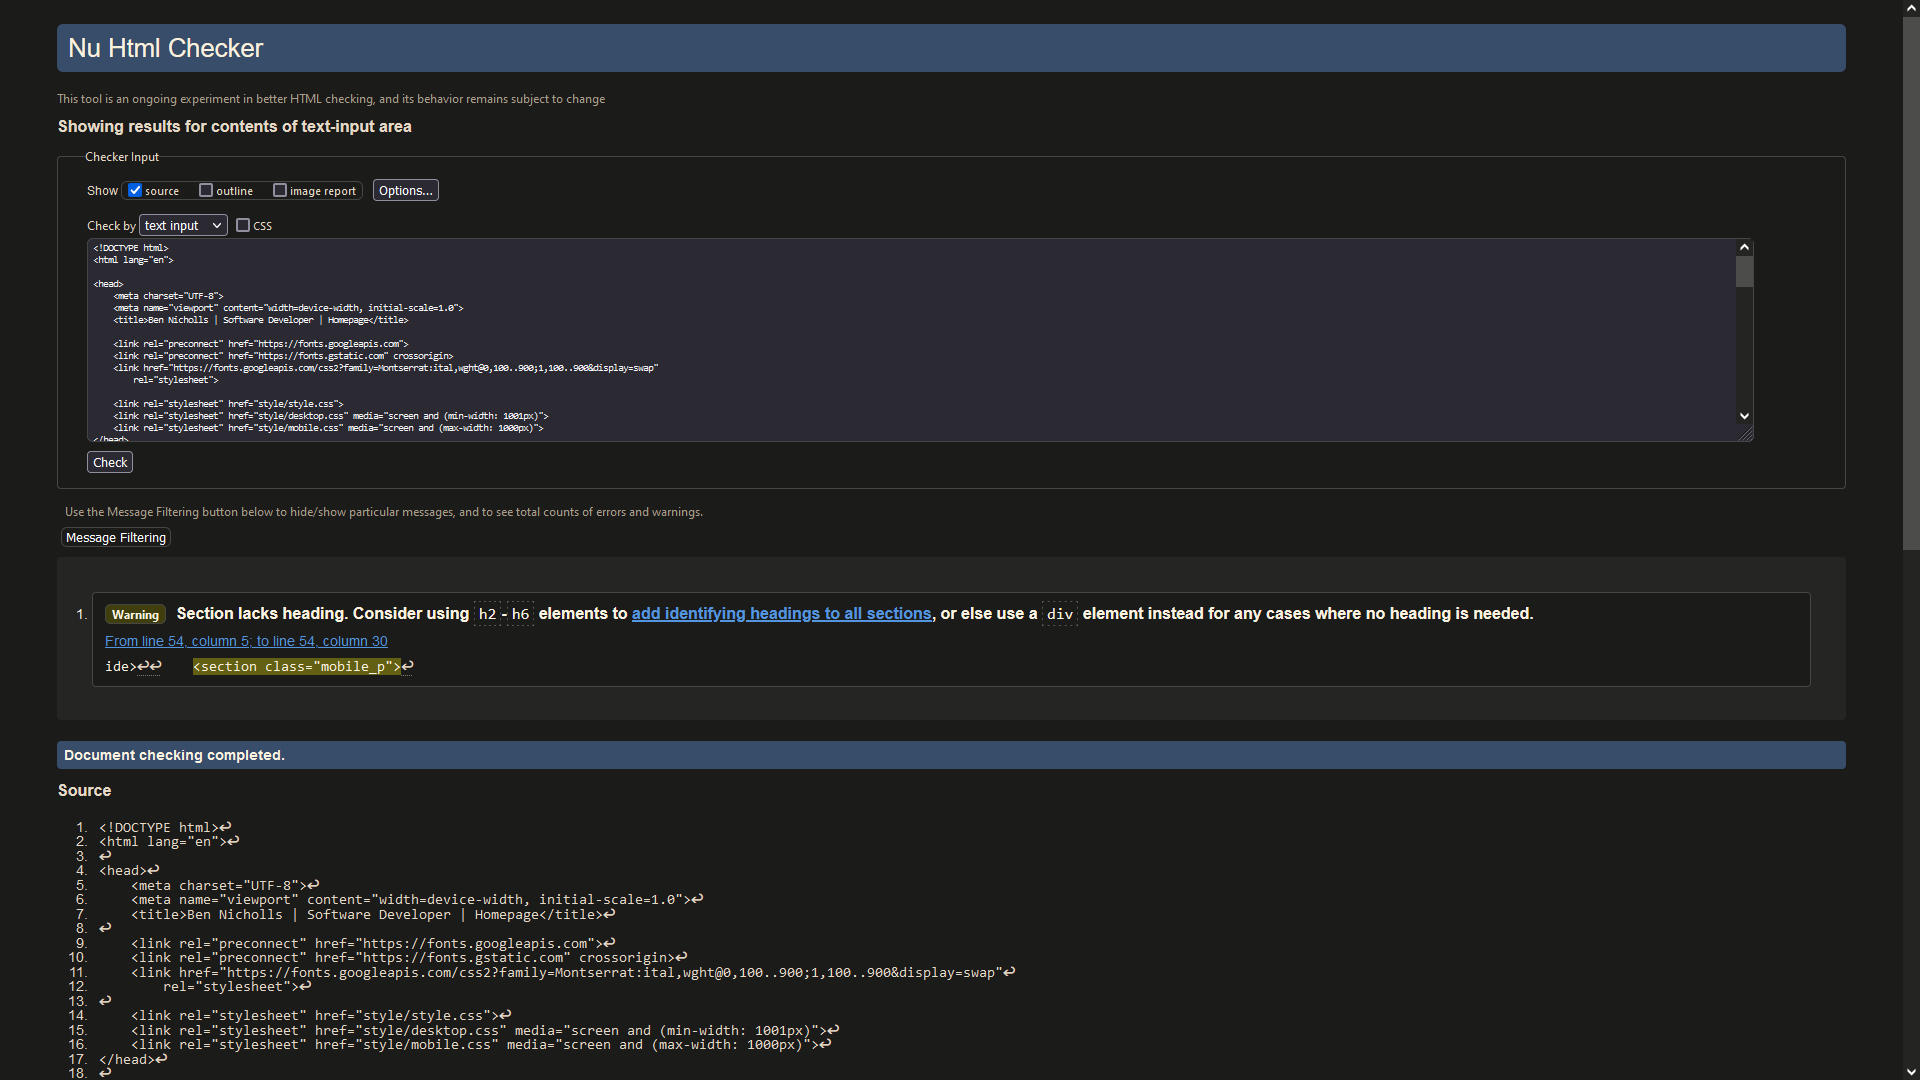 Nu Html Checker
This tool is an ongoing experiment in better HTML checking, and its behavior remains subject to change
Showing results for contents of text-input area
Checker Input
Show source outline image report Options...
Check by text input CSS
<!DOCTYPE html>
<html lang="en">
<head>
<meta charset="UTF-8">
<meta name="viewport" content="width=device-width, initial-scale=1.0">
<title>Ben Nicholls | Software Developer | Homepage</title>
<link rel="preconnect" href="https://fonts.googleapis.com">
<link rel="preconnect" href="https://fonts.gstatic.com" crossorigin>
<link href="https://fonts.googleapis.com/css2?family=Montserrat:ital,wght@0,100..900;1,100..900&display=swap"
rel="stylesheet">
<link rel="stylesheet" href="style/style.css">
<link rel="stylesheet" href="style/desktop.css" media="screen and (min-width: 1001px)">
<link rel="stylesheet" href="style/mobile.css" media="screen and (max-width: 1000px)">
</head>
Check
Use the Message Filtering button below to hide/show particular messages, and to see total counts of errors and warnings.
Message Filtering
1. Warning Section lacks heading. Consider using h2-h6 elements to add identifying headings to all sections, or else use a div element instead for any cases where no heading is needed.
From line 54, column 5; to line 54, column 30
ide>↩↩ <section class="mobile_p">↩
Document checking completed.
Source
1. <!DOCTYPE html>↩
2. <html lang="en">↩
3. ↩
4. <head>↩
5. <meta charset="UTF-8">↩
6. <meta name="viewport" content="width=device-width, initial-scale=1.0">↩
7. <title>Ben Nicholls | Software Developer | Homepage</title>↩
8. ↩
9. <link rel="preconnect" href="https://fonts.googleapis.com">↩
10. <link rel="preconnect" href="https://fonts.gstatic.com" crossorigin>↩
11. <link href="https://fonts.googleapis.com/css2?family=Montserrat:ital,wght@0,100..900;1,100..900&display=swap"↩
12. rel="stylesheet">↩
13. ↩
14. <link rel="stylesheet" href="style/style.css">↩
15. <link rel="stylesheet" href="style/desktop.css" media="screen and (min-width: 1001px)">↩
16. <link rel="stylesheet" href="style/mobile.css" media="screen and (max-width: 1000px)">↩
17. </head>↩
18. ↩